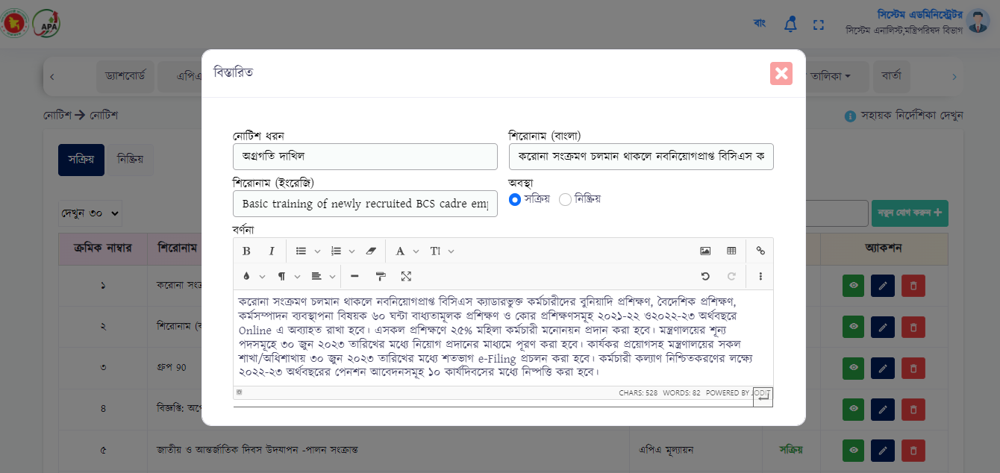 APA
বাং
সিস্টেম এডমিনিস্ট্রেটর
সিস্টেম এনালিস্ট,মন্ত্রিপরিষদ বিভাগ
ড্যাশবোর্ড
তালিকা
বার্তা
নোটিশ → নোটিশ
সহায়ক নির্দেশিকা দেখুন
সক্রিয়
নিষ্ক্রিয়
বিস্তারিত
নোটিশ ধরন
শিরোনাম (বাংলা)
অগ্রগতি দাখিল
করোনা সংক্রমণ চলমান থাকলে নবনিয়োগপ্রাপ্ত বিসিএস ক
শিরোনাম (ইংরেজি)
অবস্থা
Basic training of newly recruited BCS cadre emp
সক্রিয়
নিষ্ক্রিয়
বর্ণনা
করোনা সংক্রমণ চলমান থাকলে নবনিয়োগপ্রাপ্ত বিসিএস ক্যাডারভুক্ত কর্মচারীদের বুনিয়াদি প্রশিক্ষণ, বৈদেশিক প্রশিক্ষণ,
কর্মসম্পাদন ব্যবস্থাপনা বিষয়ক ৬০ ঘন্টা বাধ্যতামূলক প্রশিক্ষণ ও কোর প্রশিক্ষণসমূহ ২০২১-২২ ও২০২২-২৩ অর্থবছরে
Online এ অব্যাহত রাখা হবে। এসকল প্রশিক্ষণে ২৫% মহিলা কর্মচারী মনোনয়ন প্রদান করা হবে। মন্ত্রণালয়ের শূন্য
পদসমূহে ৩০ জুন ২০২৩ তারিখের মধ্যে নিয়োগ প্রদানের মাধ্যমে পূরণ করা হবে। কার্যকর প্রয়োগসহ মন্ত্রণালয়ের সকল
শাখা/অধিশাখায় ৩০ জুন ২০২৩ তারিখের মধ্যে শতভাগ e-Filing প্রচলন করা হবে। কর্মচারী কল্যাণ নিশ্চিতকরণের লক্ষ্যে
২০২২-২৩ অর্থবছরের পেনশন আবেদনসমূহ ১০ কার্যদিবসের মধ্যে নিষ্পত্তি করা হবে।
CHARS: 528 WORDS: 82 POWERED BY JODIT
দেখুন ৩০
নতুন যোগ করুন +
ক্রমিক নাম্বার
শিরোনাম
অ্যাকশন
১
করোনা সংক্র
২
শিরোনাম (ব
৩
গ্রুপ 90
৪
বিজ্ঞপ্তি: অপে
৫
জাতীয় ও আন্তর্জাতিক দিবস উদযাপন -পালন সংক্রান্ত
এপিএ মূল্যায়ন
সক্রিয়